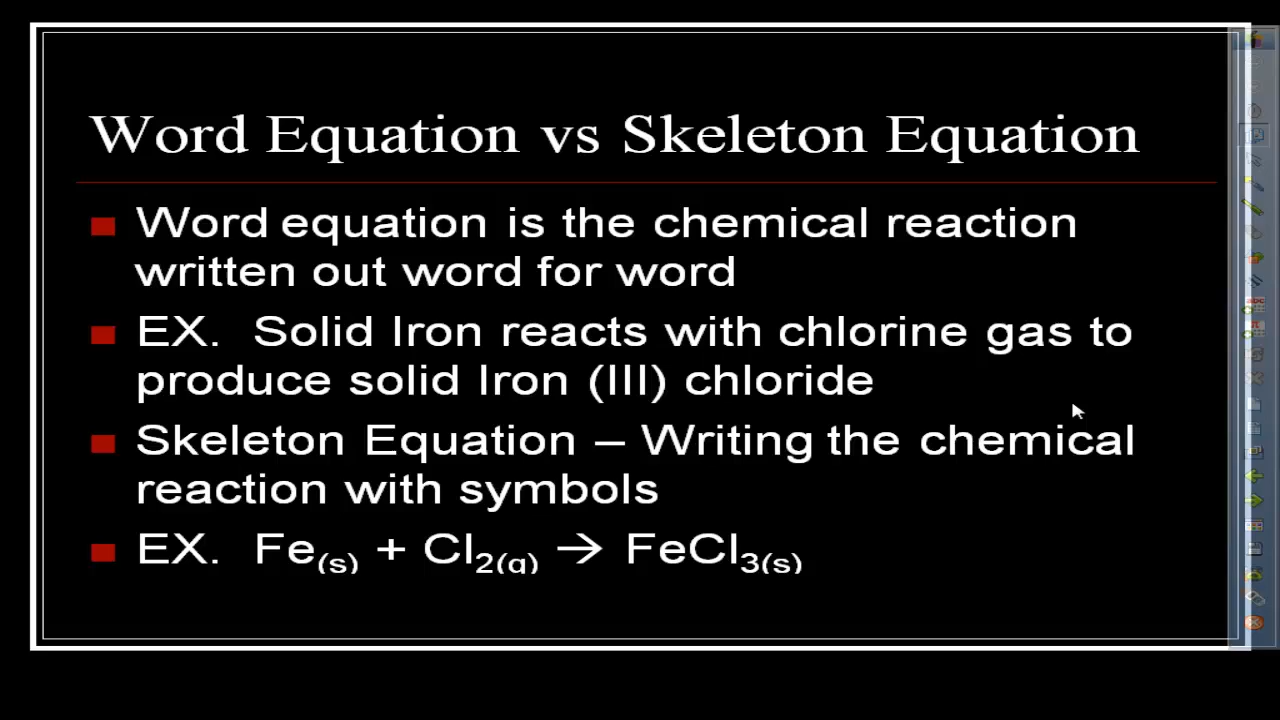 Word Equation vs Skeleton Equation
Word equation is the chemical reaction
written out word for word
EX. Solid Iron reacts with chlorine gas to
produce solid Iron (III) chloride
Skeleton Equation – Writing the chemical
reaction with symbols
EX. Fe(s) + Cl2(g) → FeCl3(s)